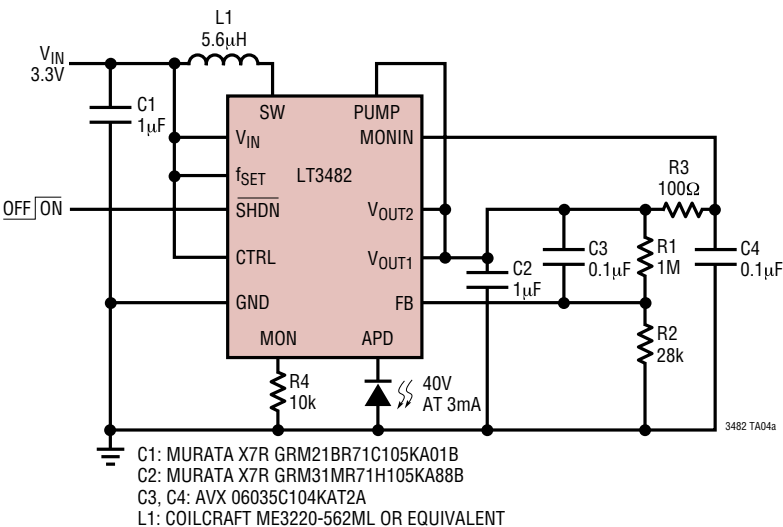 L1
5.6µH
VIN
3.3V
C1
1µF
SW
PUMP
VIN
MONIN
fSET
LT3482
R3
100Ω
OFF ON
SHDN
VOUT2
CTRL
VOUT1
C2
1µF
C3
0.1µF
R1
1M
C4
0.1µF
GND
FB
MON
APD
R2
28k
R4
10k
40V
AT 3mA
3482 TA04a
C1: MURATA X7R GRM21BR71C105KA01B
C2: MURATA X7R GRM31MR71H105KA88B
C3, C4: AVX 06035C104KAT2A
L1: COILCRAFT ME3220-562ML OR EQUIVALENT